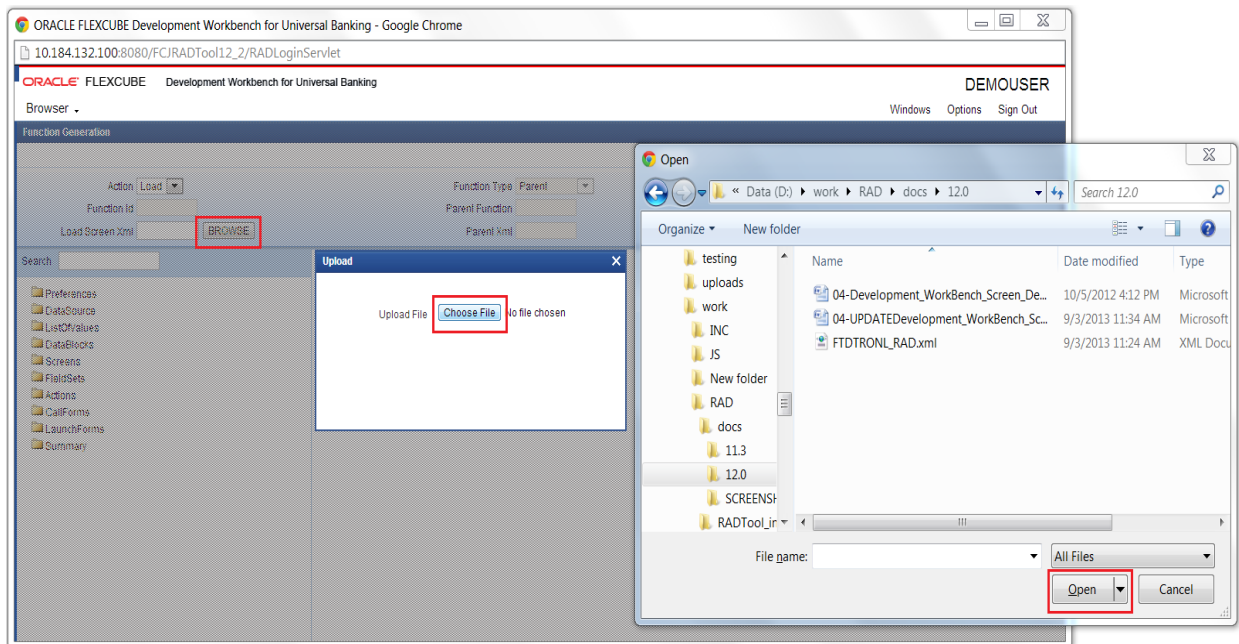 ORACLE FLEXCUBE Development Workbench for Universal Banking - Google Chrome
10.184.132.100:8080/FCJRADTool12_2/RADLoginServlet
ORACLE FLEXCUBE Development Workbench for Universal Banking
DEMOUSER
Browser
Windows Options Sign Out
Function Generation
Action Load
Function Type Parent
Function Id
Parent Function
Load Screen Xml BROWSE
Parent Xml
Search
Preferences
DataSource
ListOfValues
DataBlocks
Screens
FieldSets
Actions
CallForms
LaunchForms
Summary
Upload X
Upload File Choose File No file chosen
Open
« Data (D:) work RAD docs 12.0
Search 12.0
Organize New folder
testing
uploads
work
INC
JS
New folder
RAD
docs
11.3
12.0
SCREENSH
RADTool_ir
Name Date modified Type
04-Development_WorkBench_Screen_De... 10/5/2012 4:12 PM Microsoft
04-UPDATEDevelopment_WorkBench_Sc... 9/3/2013 11:34 AM Microsoft
FTDTRONL_RAD.xml 9/3/2013 11:24 AM XML Docu
File name: All Files
Open Cancel